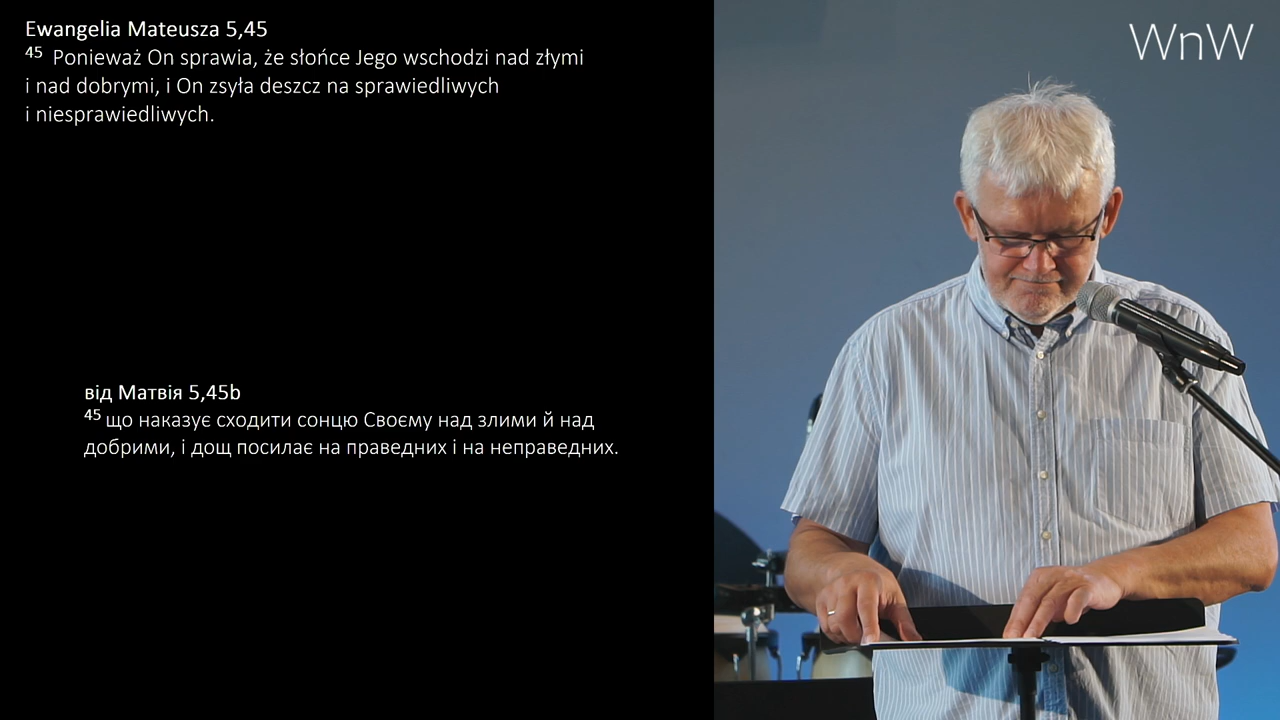 Ewangelia Mateusza 5,45
45 Ponieważ On sprawia, że słońce Jego wschodzi nad złymi
i nad dobrymi, i On zsyła deszcz na sprawiedliwych
i niesprawiedliwych.
від Матвія 5,45b
45 що наказує сходити сонцю Своєму над злими й над
добрими, і дощ посилає на праведних і на неправедних.
WnW